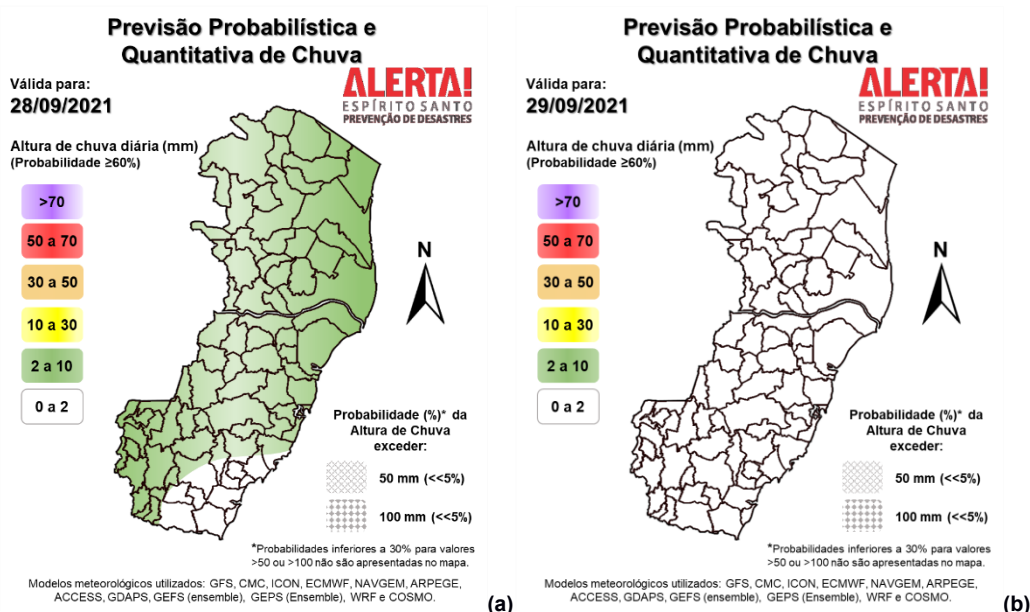 Previsão Probabilística e
Quantitativa de Chuva
Válida para:
28/09/2021
ALERTA!
ESPÍRITO SANTO
PREVENÇÃO DE DESASTRES
Altura de chuva diária (mm)
(Probabilidade ≥60%)
>70
50 a 70
30 a 50
10 a 30
2 a 10
0 a 2
N
Probabilidade (%)* da
Altura de Chuva
exceder:
50 mm (<<5%)
100 mm (<<5%)
*Probabilidades inferiores a 30% para valores
>50 ou >100 não são apresentadas no mapa.
Modelos meteorológicos utilizados: GFS, CMC, ICON, ECMWF, NAVGEM, ARPEGE,
ACCESS, GDAPS, GEFS (ensemble), GEPS (Ensemble), WRF e COSMO.
(a)
Previsão Probabilística e
Quantitativa de Chuva
Válida para:
29/09/2021
ALERTA!
ESPÍRITO SANTO
PREVENÇÃO DE DESASTRES
Altura de chuva diária (mm)
(Probabilidade ≥60%)
>70
50 a 70
30 a 50
10 a 30
2 a 10
0 a 2
N
Probabilidade (%)* da
Altura de Chuva
exceder:
50 mm (<<5%)
100 mm (<<5%)
*Probabilidades inferiores a 30% para valores
>50 ou >100 não são apresentadas no mapa.
Modelos meteorológicos utilizados: GFS, CMC, ICON, ECMWF, NAVGEM, ARPEGE,
ACCESS, GDAPS, GEFS (ensemble), GEPS (Ensemble), WRF e COSMO.
(b)